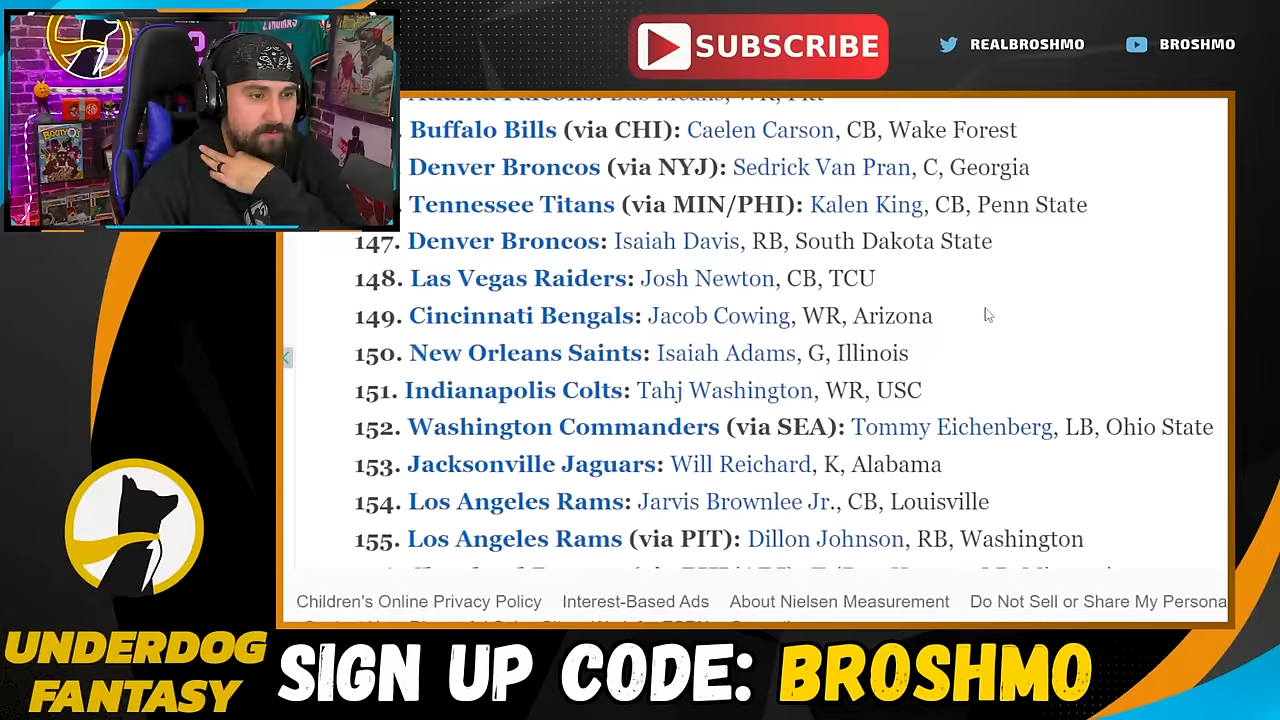 SUBSCRIBE
REALBROSHMO
BROSHMO
Buffalo Bills (via CHI): Caelen Carson, CB, Wake Forest
Denver Broncos (via NYJ): Sedrick Van Pran, C, Georgia
Tennessee Titans (via MIN/PHI): Kalen King, CB, Penn State
147. Denver Broncos: Isaiah Davis, RB, South Dakota State
148. Las Vegas Raiders: Josh Newton, CB, TCU
149. Cincinnati Bengals: Jacob Cowing, WR, Arizona
150. New Orleans Saints: Isaiah Adams, G, Illinois
151. Indianapolis Colts: Tahj Washington, WR, USC
152. Washington Commanders (via SEA): Tommy Eichenberg, LB, Ohio State
153. Jacksonville Jaguars: Will Reichard, K, Alabama
154. Los Angeles Rams: Jarvis Brownlee Jr., CB, Louisville
155. Los Angeles Rams (via PIT): Dillon Johnson, RB, Washington
Children's Online Privacy Policy Interest-Based Ads About Nielsen Measurement Do Not Sell or Share My Persona
UNDERDOG
FANTASY
SIGN UP CODE: BROSHMO